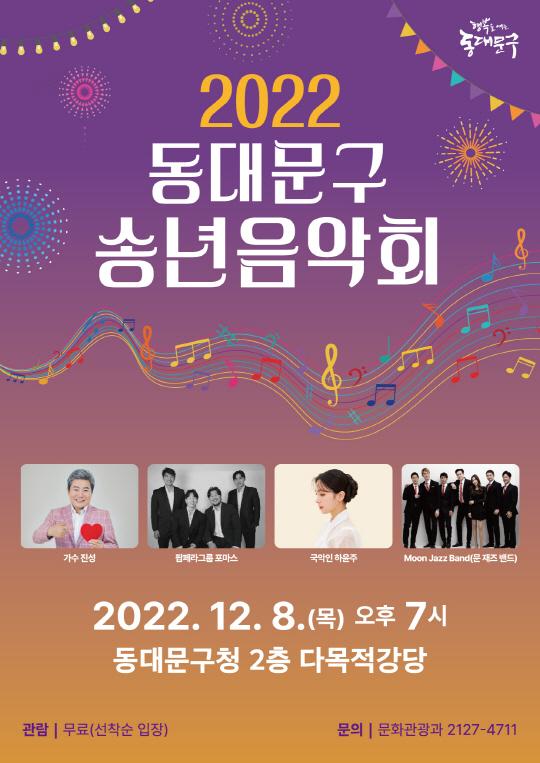 행복을 여는
동대문구
2022
동대문구
송년음악회
가수 진성
팝페라그룹 포마스
국악인 하윤주
Moon Jazz Band(문 재즈 밴드)
2022. 12. 8.(목) 오후 7시
동대문구청 2층 다목적강당
관람 | 무료(선착순 입장)
문의 | 문화관광과 2127-4711